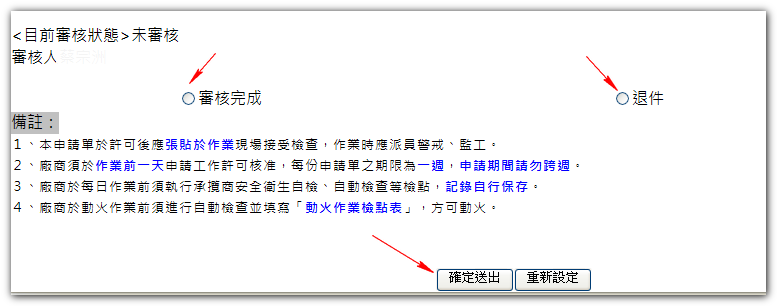 <目前審核狀態>未審核
審核人
審核完成 退件
備註：
1、本申請單於許可後應張貼於作業現場接受檢查，作業時應派員警戒、監工。
2、廠商須於作業前一天申請工作許可核准，每份申請單之期限為一週，申請期間請勿跨週。
3、廠商於每日作業前須執行承攬商安全衛生自檢、自動檢查等檢點，記錄自行保存。
4、廠商於動火作業前須進行自動檢查並填寫「動火作業檢點表」，方可動火。
確定送出 重新設定